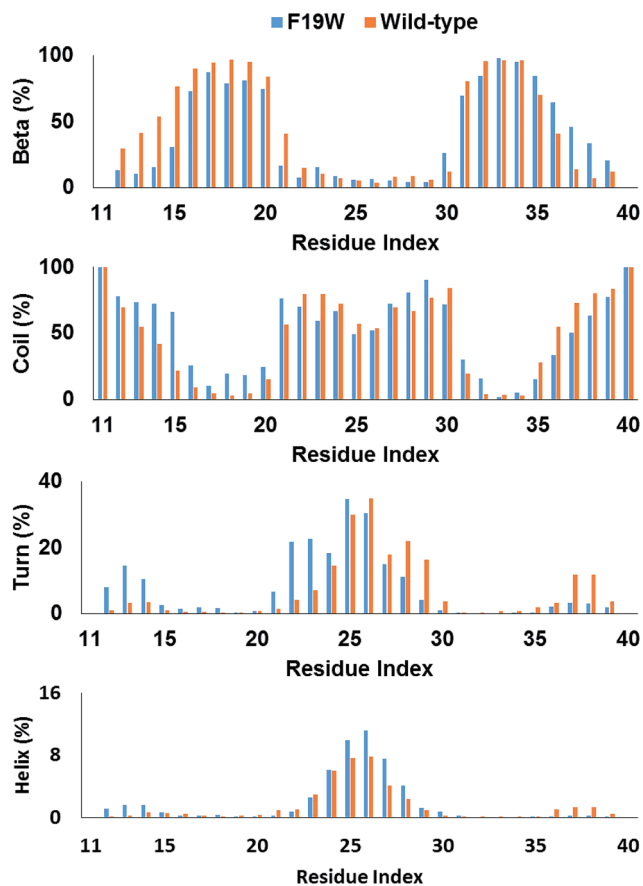 F19W Wild-type
100
50
0
Beta (%)
11 15 20 25 30 35 40
Residue Index
100
50
0
Coil (%)
11 15 20 25 30 35 40
Residue Index
40
20
0
Turn (%)
11 15 20 25 30 35 40
Residue Index
16
8
0
Helix (%)
11 15 20 25 30 35 40
Residue Index